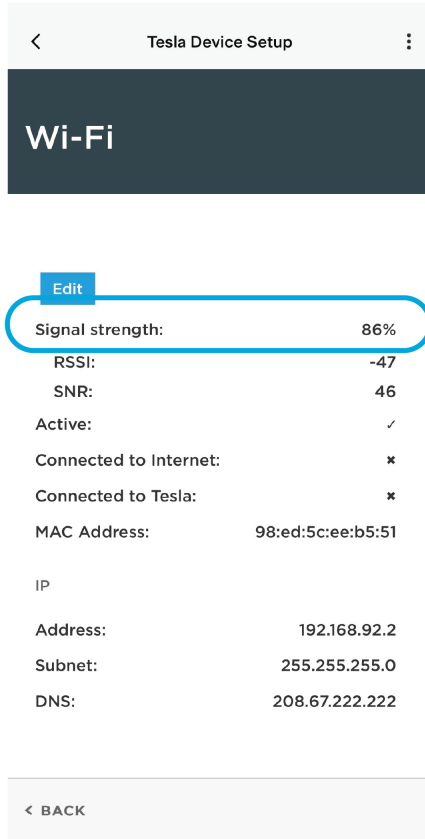 Tesla Device Setup
Wi-Fi
Edit
Signal strength: 86%
RSSI: -47
SNR: 46
Active: ✓
Connected to Internet: ✖
Connected to Tesla: ✖
MAC Address: 98:ed:5c:ee:b5:51
IP
Address: 192.168.92.2
Subnet: 255.255.255.0
DNS: 208.67.222.222
< BACK